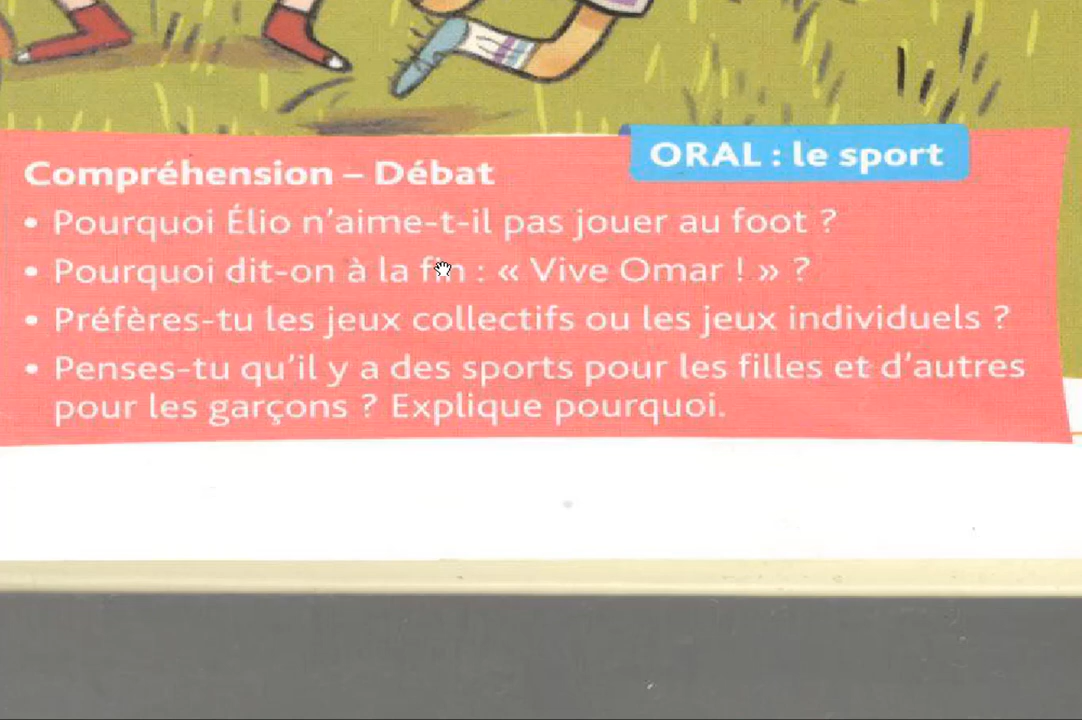 ORAL : le sport
Compréhension – Débat
• Pourquoi Élio n'aime-t-il pas jouer au foot ?
• Pourquoi dit-on à la fin : « Vive Omar ! » ?
• Préfères-tu les jeux collectifs ou les jeux individuels ?
• Penses-tu qu'il y a des sports pour les filles et d'autres
pour les garçons ? Explique pourquoi.